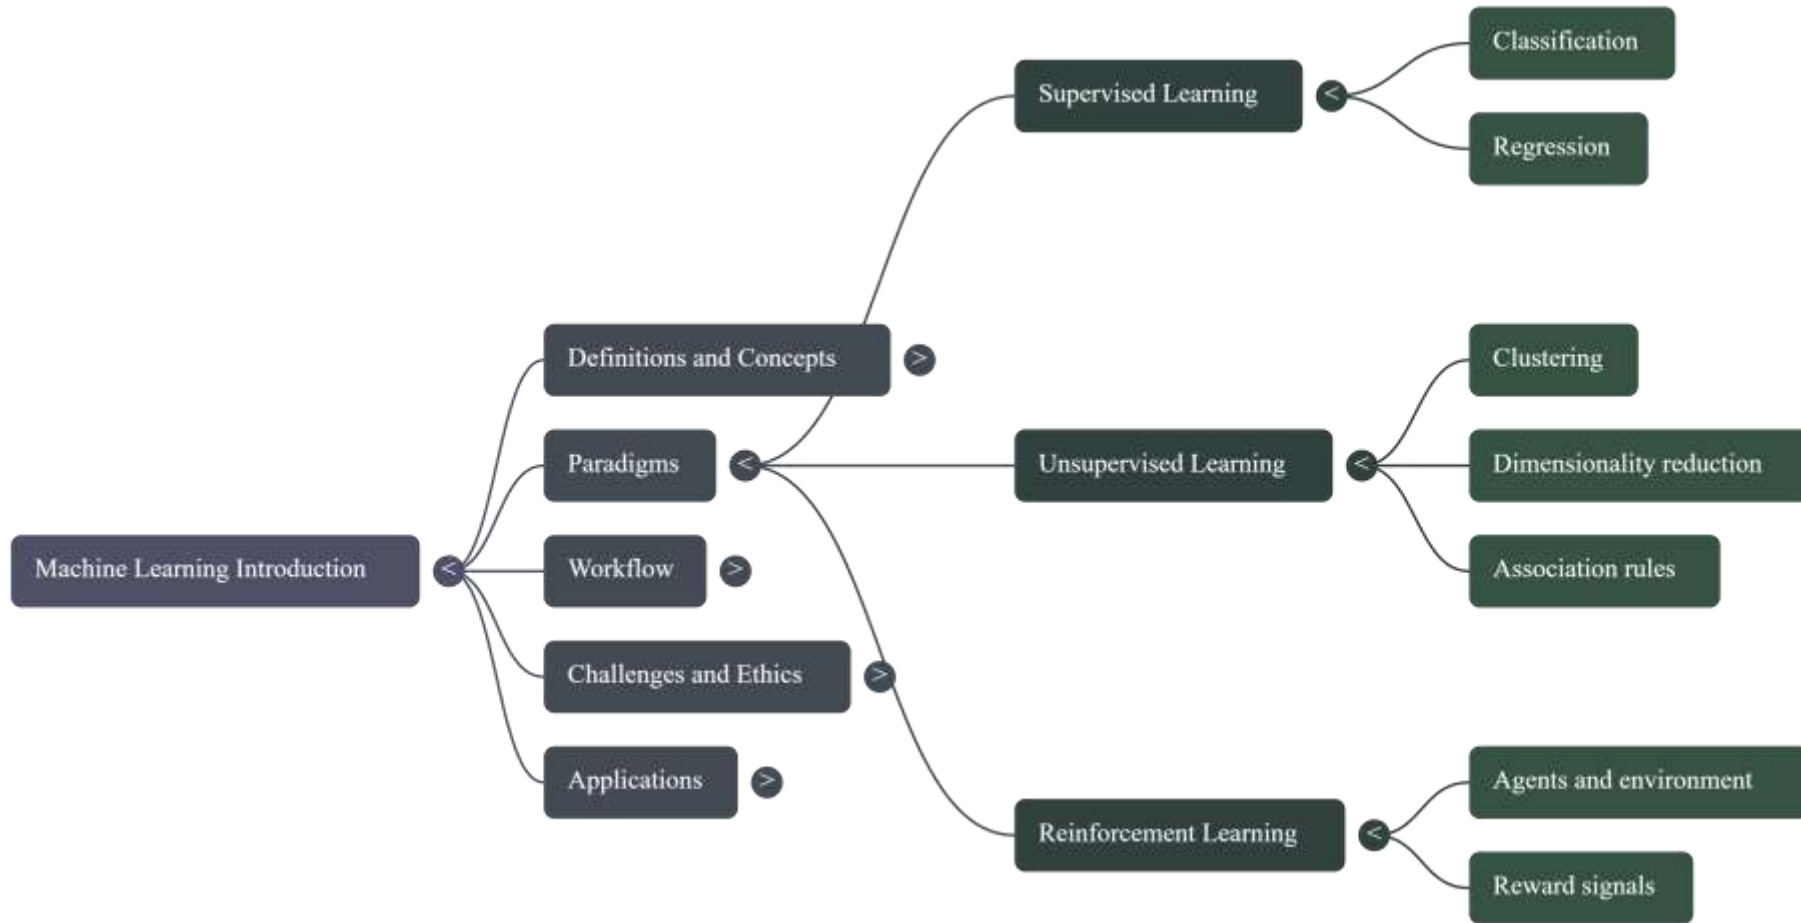 Machine Learning Introduction
<
Definitions and Concepts
>
Paradigms
<
Workflow
>
Challenges and Ethics
>
Applications
>
Supervised Learning
<
Classification
Regression
Unsupervised Learning
<
Clustering
Dimensionality reduction
Association rules
Reinforcement Learning
<
Agents and environment
Reward signals